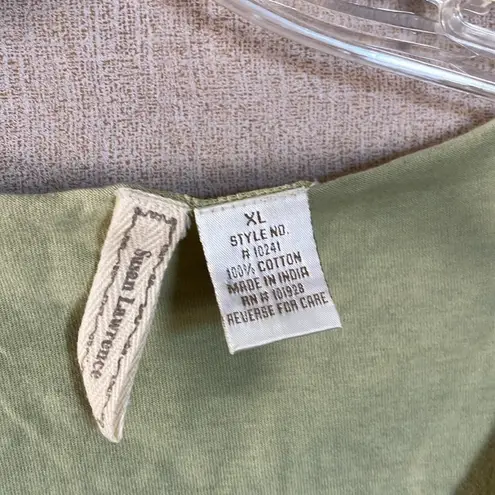 Susan Lawrence
XL
STYLE NO.
# 10241
100% COTTON
MADE IN INDIA
RN# 101928
REVERSE FOR CARE